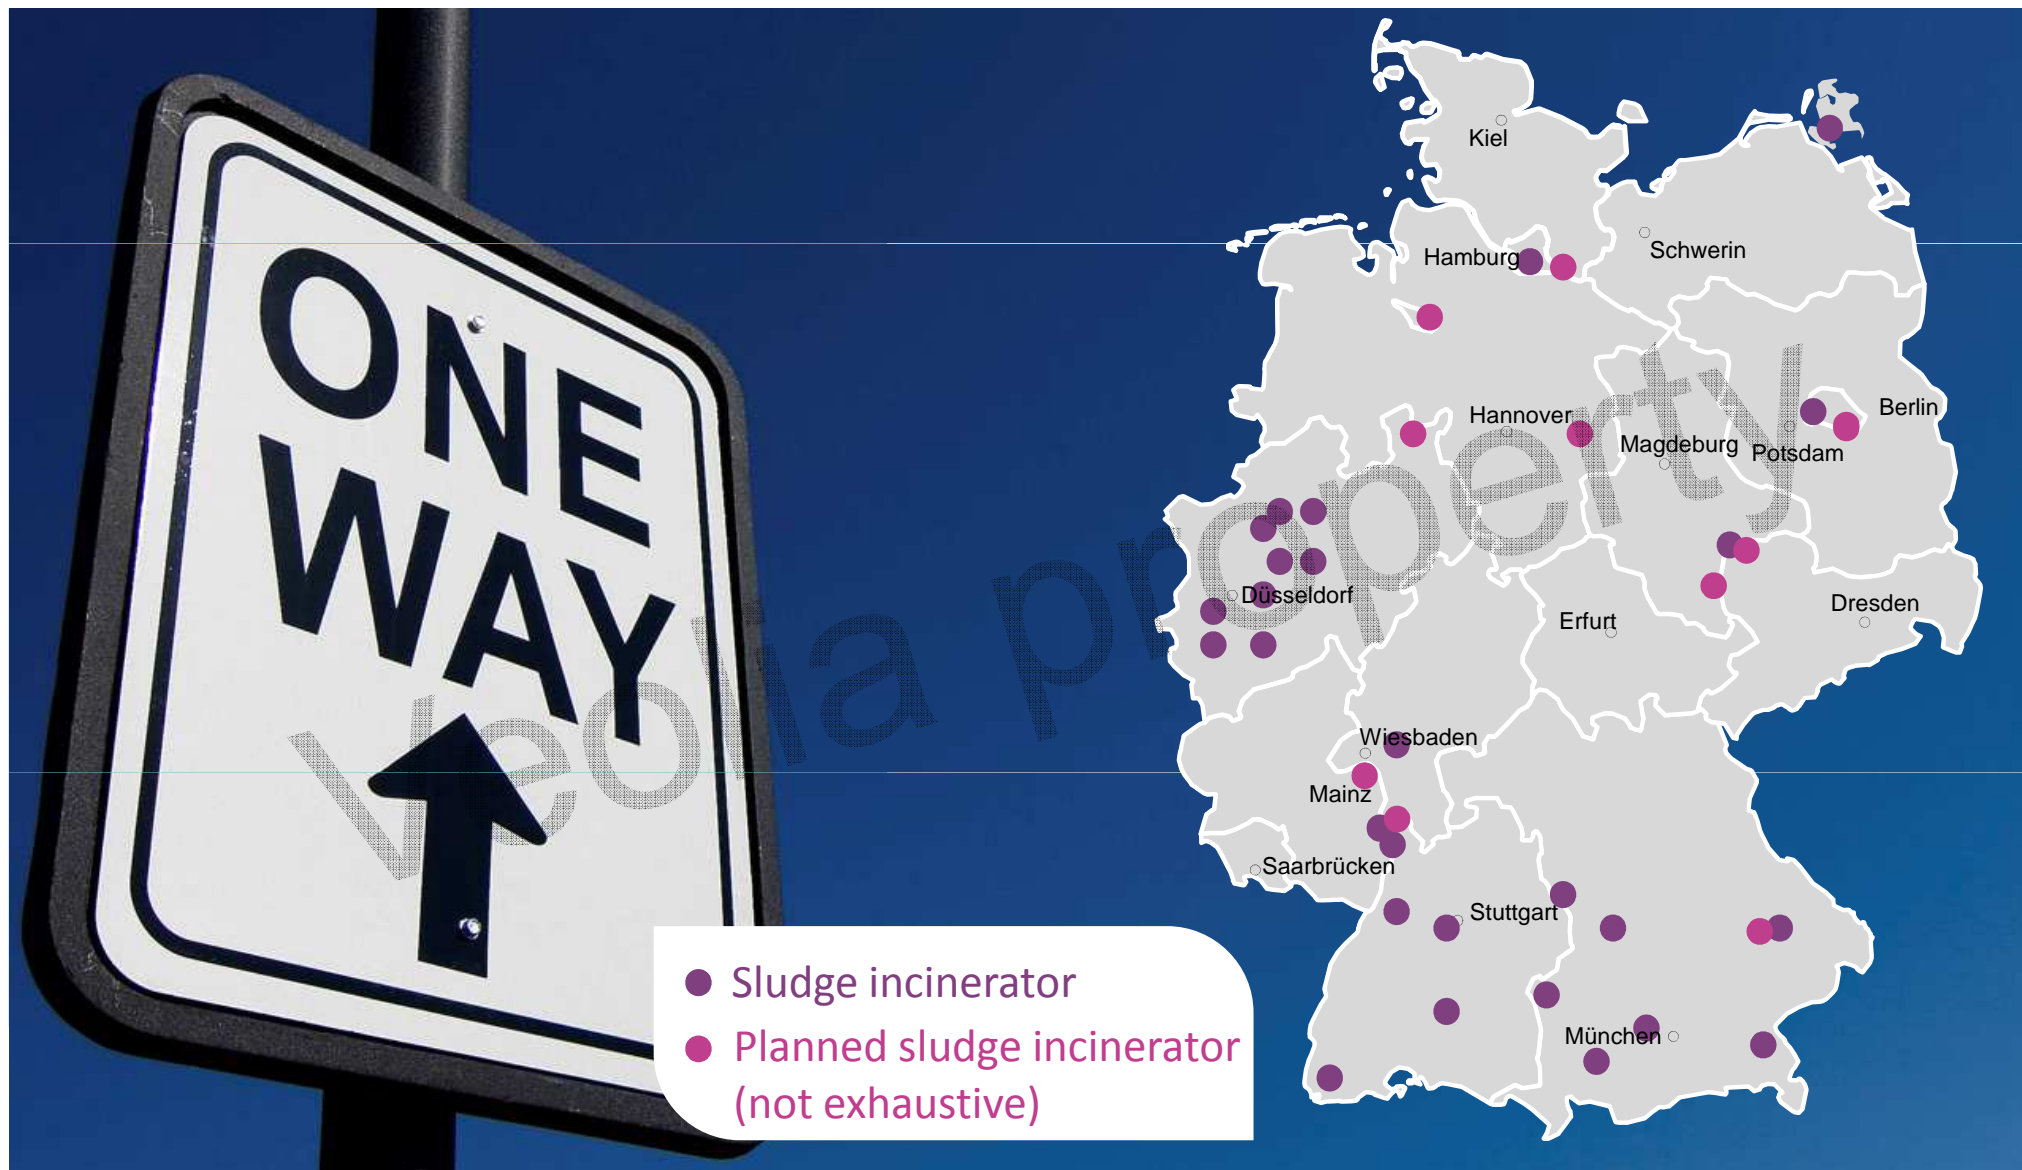 ONE
WAY
Kiel
Schwerin
Hamburg
Hannover
Berlin
Magdeburg
Potsdam
Düsseldorf
Erfurt
Dresden
Wiesbaden
Mainz
Saarbrücken
Stuttgart
München
Veolia property
Sludge incinerator
Planned sludge incinerator
(not exhaustive)